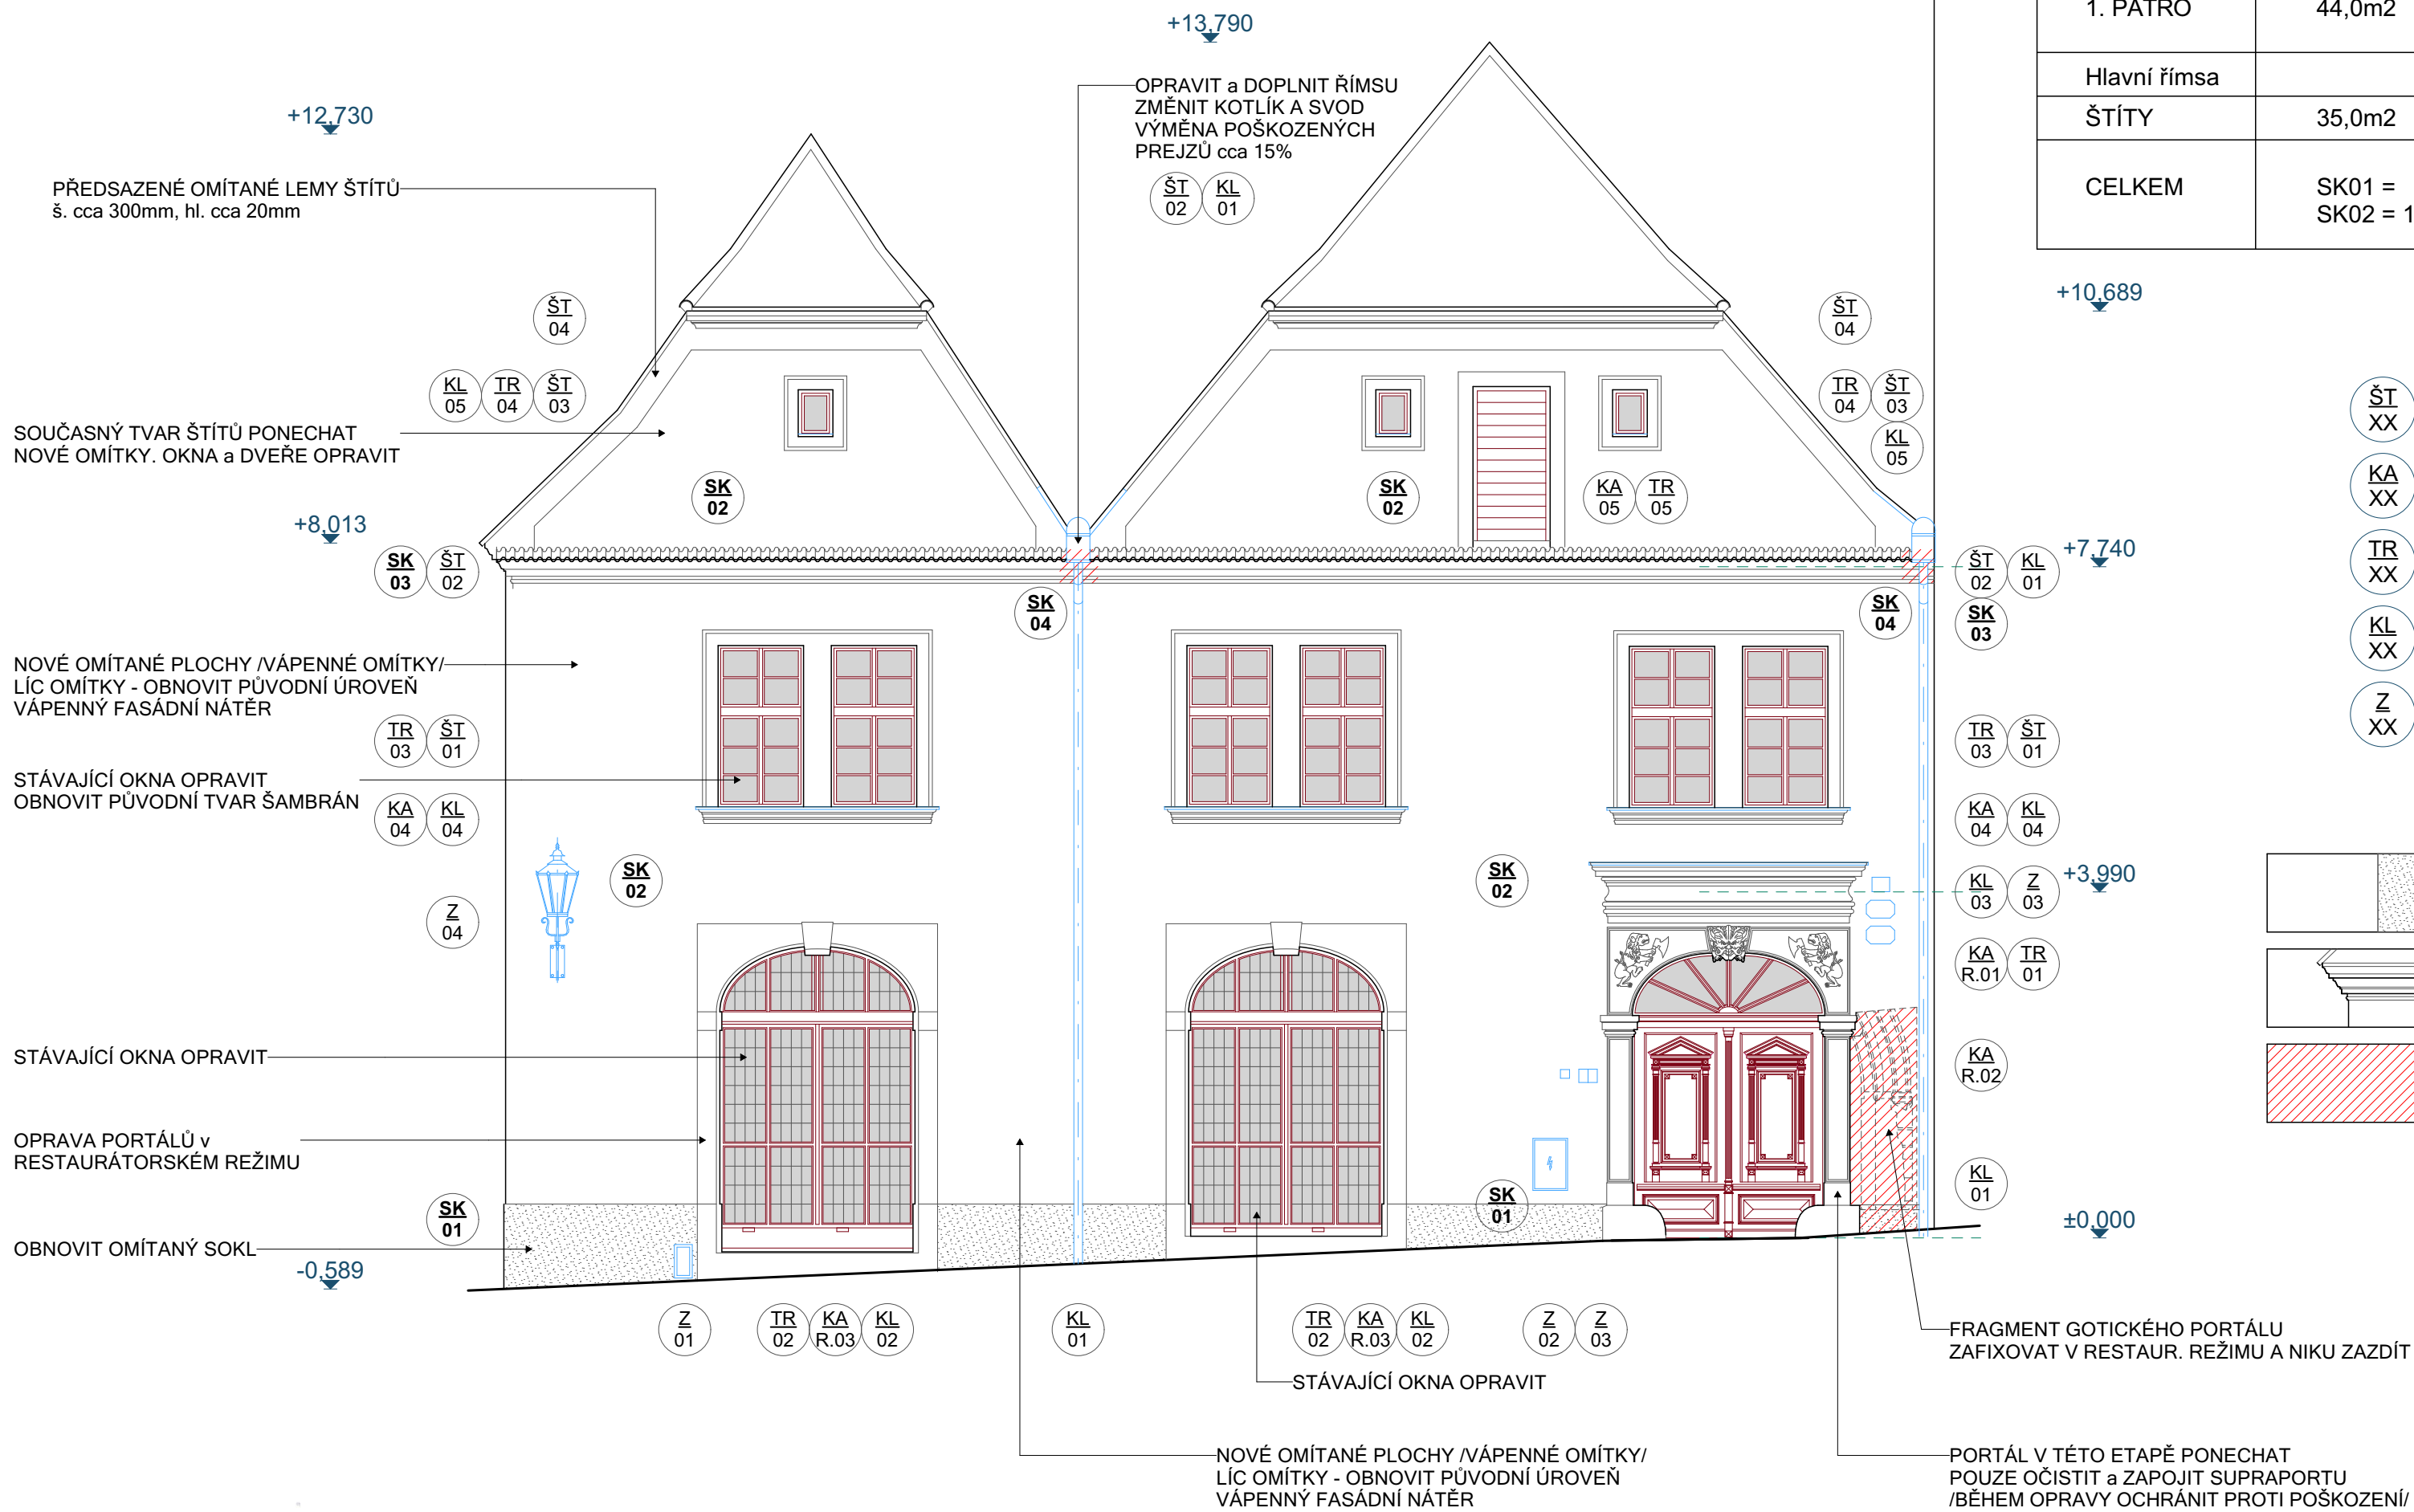 +13,790
1. PATRO 44,0m2
Hlavní římsa
ŠTÍTY 35,0m2
CELKEM SK01 =
SK02 = 1
+12,730
OPRAVIT a DOPLNIT ŘÍMSU
ZMĚNIT KOTLÍK A SVOD
VÝMĚNA POŠKOZENÝCH
PREJZŮ cca 15%
ŠT
02
KL
01
PŘEDSAZENÉ OMÍTANÉ LEMY ŠTÍTŮ
š. cca 300mm, hl. cca 20mm
+10,689
ŠT
04
ŠT
04
KL
05
TR
04
ŠT
03
TR
04
ŠT
03
KL
05
ŠT
XX
SOUČASNÝ TVAR ŠTÍTŮ PONECHAT
NOVÉ OMÍTKY. OKNA a DVEŘE OPRAVIT
SK
02
SK
02
KA
05
TR
05
KA
XX
+8,013
SK
03
ŠT
02
ŠT
02
KL
01
+7,740
TR
XX
SK
04
SK
04
SK
03
KL
XX
NOVÉ OMÍTANÉ PLOCHY /VÁPENNÉ OMÍTKY/
LÍC OMÍTKY - OBNOVIT PŮVODNÍ ÚROVEŇ
VÁPENNÝ FASÁDNÍ NÁTĚR
TR
03
ŠT
01
TR
03
ŠT
01
Z
XX
STÁVAJÍCÍ OKNA OPRAVIT
OBNOVIT PŮVODNÍ TVAR ŠAMBRÁN
KA
04
KL
04
KA
04
KL
04
SK
02
SK
02
KL
03
Z
03
+3,990
Z
04
KA
R.01
TR
01
STÁVAJÍCÍ OKNA OPRAVIT
KA
R.02
OPRAVA PORTÁLŮ v
RESTAURÁTORSKÉM REŽIMU
KL
01
SK
01
SK
01
±0,000
OBNOVIT OMÍTANÝ SOKL
-0,589
Z
01
TR
02
KA
R.03
KL
02
KL
01
TR
02
KA
R.03
KL
02
Z
02
Z
03
FRAGMENT GOTICKÉHO PORTÁLU
ZAFIXOVAT V RESTAUR. REŽIMU A NIKU ZAZDÍT
STÁVAJÍCÍ OKNA OPRAVIT
NOVÉ OMÍTANÉ PLOCHY /VÁPENNÉ OMÍTKY/
LÍC OMÍTKY - OBNOVIT PŮVODNÍ ÚROVEŇ
VÁPENNÝ FASÁDNÍ NÁTĚR
PORTÁL V TÉTO ETAPĚ PONECHAT
POUZE OČISTIT a ZAPOJIT SUPRAPORTU
/BĚHEM OPRAVY OCHRÁNIT PROTI POŠKOZENÍ/